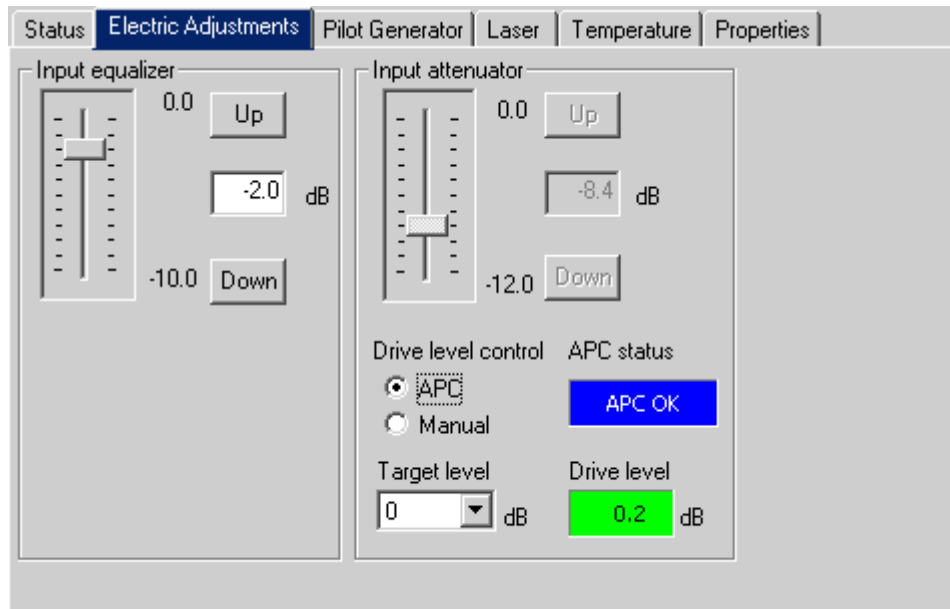 Status Electric Adjustments Pilot Generator Laser Temperature Properties
Input equalizer
0.0 Up
-2.0 dB
-10.0 Down
Input attenuator
0.0 Up
-8.4 dB
-12.0 Down
Drive level control APC status
APC APC OK
Manual
Target level Drive level
0 dB 0.2 dB